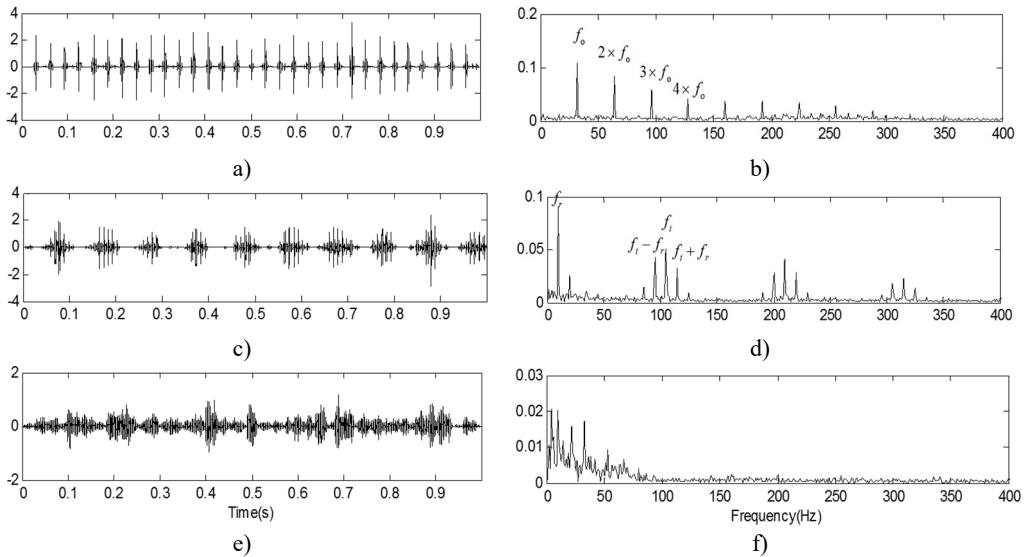 4
2
0
-2
-4
0.1 0.2 0.3 0.4 0.5 0.6 0.7 0.8 0.9
a)
0.2
0.1
0
fo
2 × fo
3 × fo
4 × fo
0 50 100 150 200 250 300 350 400
b)
4
2
0
-2
-4
0 0.1 0.2 0.3 0.4 0.5 0.6 0.7 0.8 0.9
c)
0.1
0.05
0
fr
fi
fi − fr
fi + fr
0 50 100 150 200 250 300 350 400
d)
2
0
-2
0 0.1 0.2 0.3 0.4 0.5 0.6 0.7 0.8 0.9
Time(s)
e)
0.03
0.02
0.01
0
0 50 100 150 200 250 300 350 400
Frequency(Hz)
f)